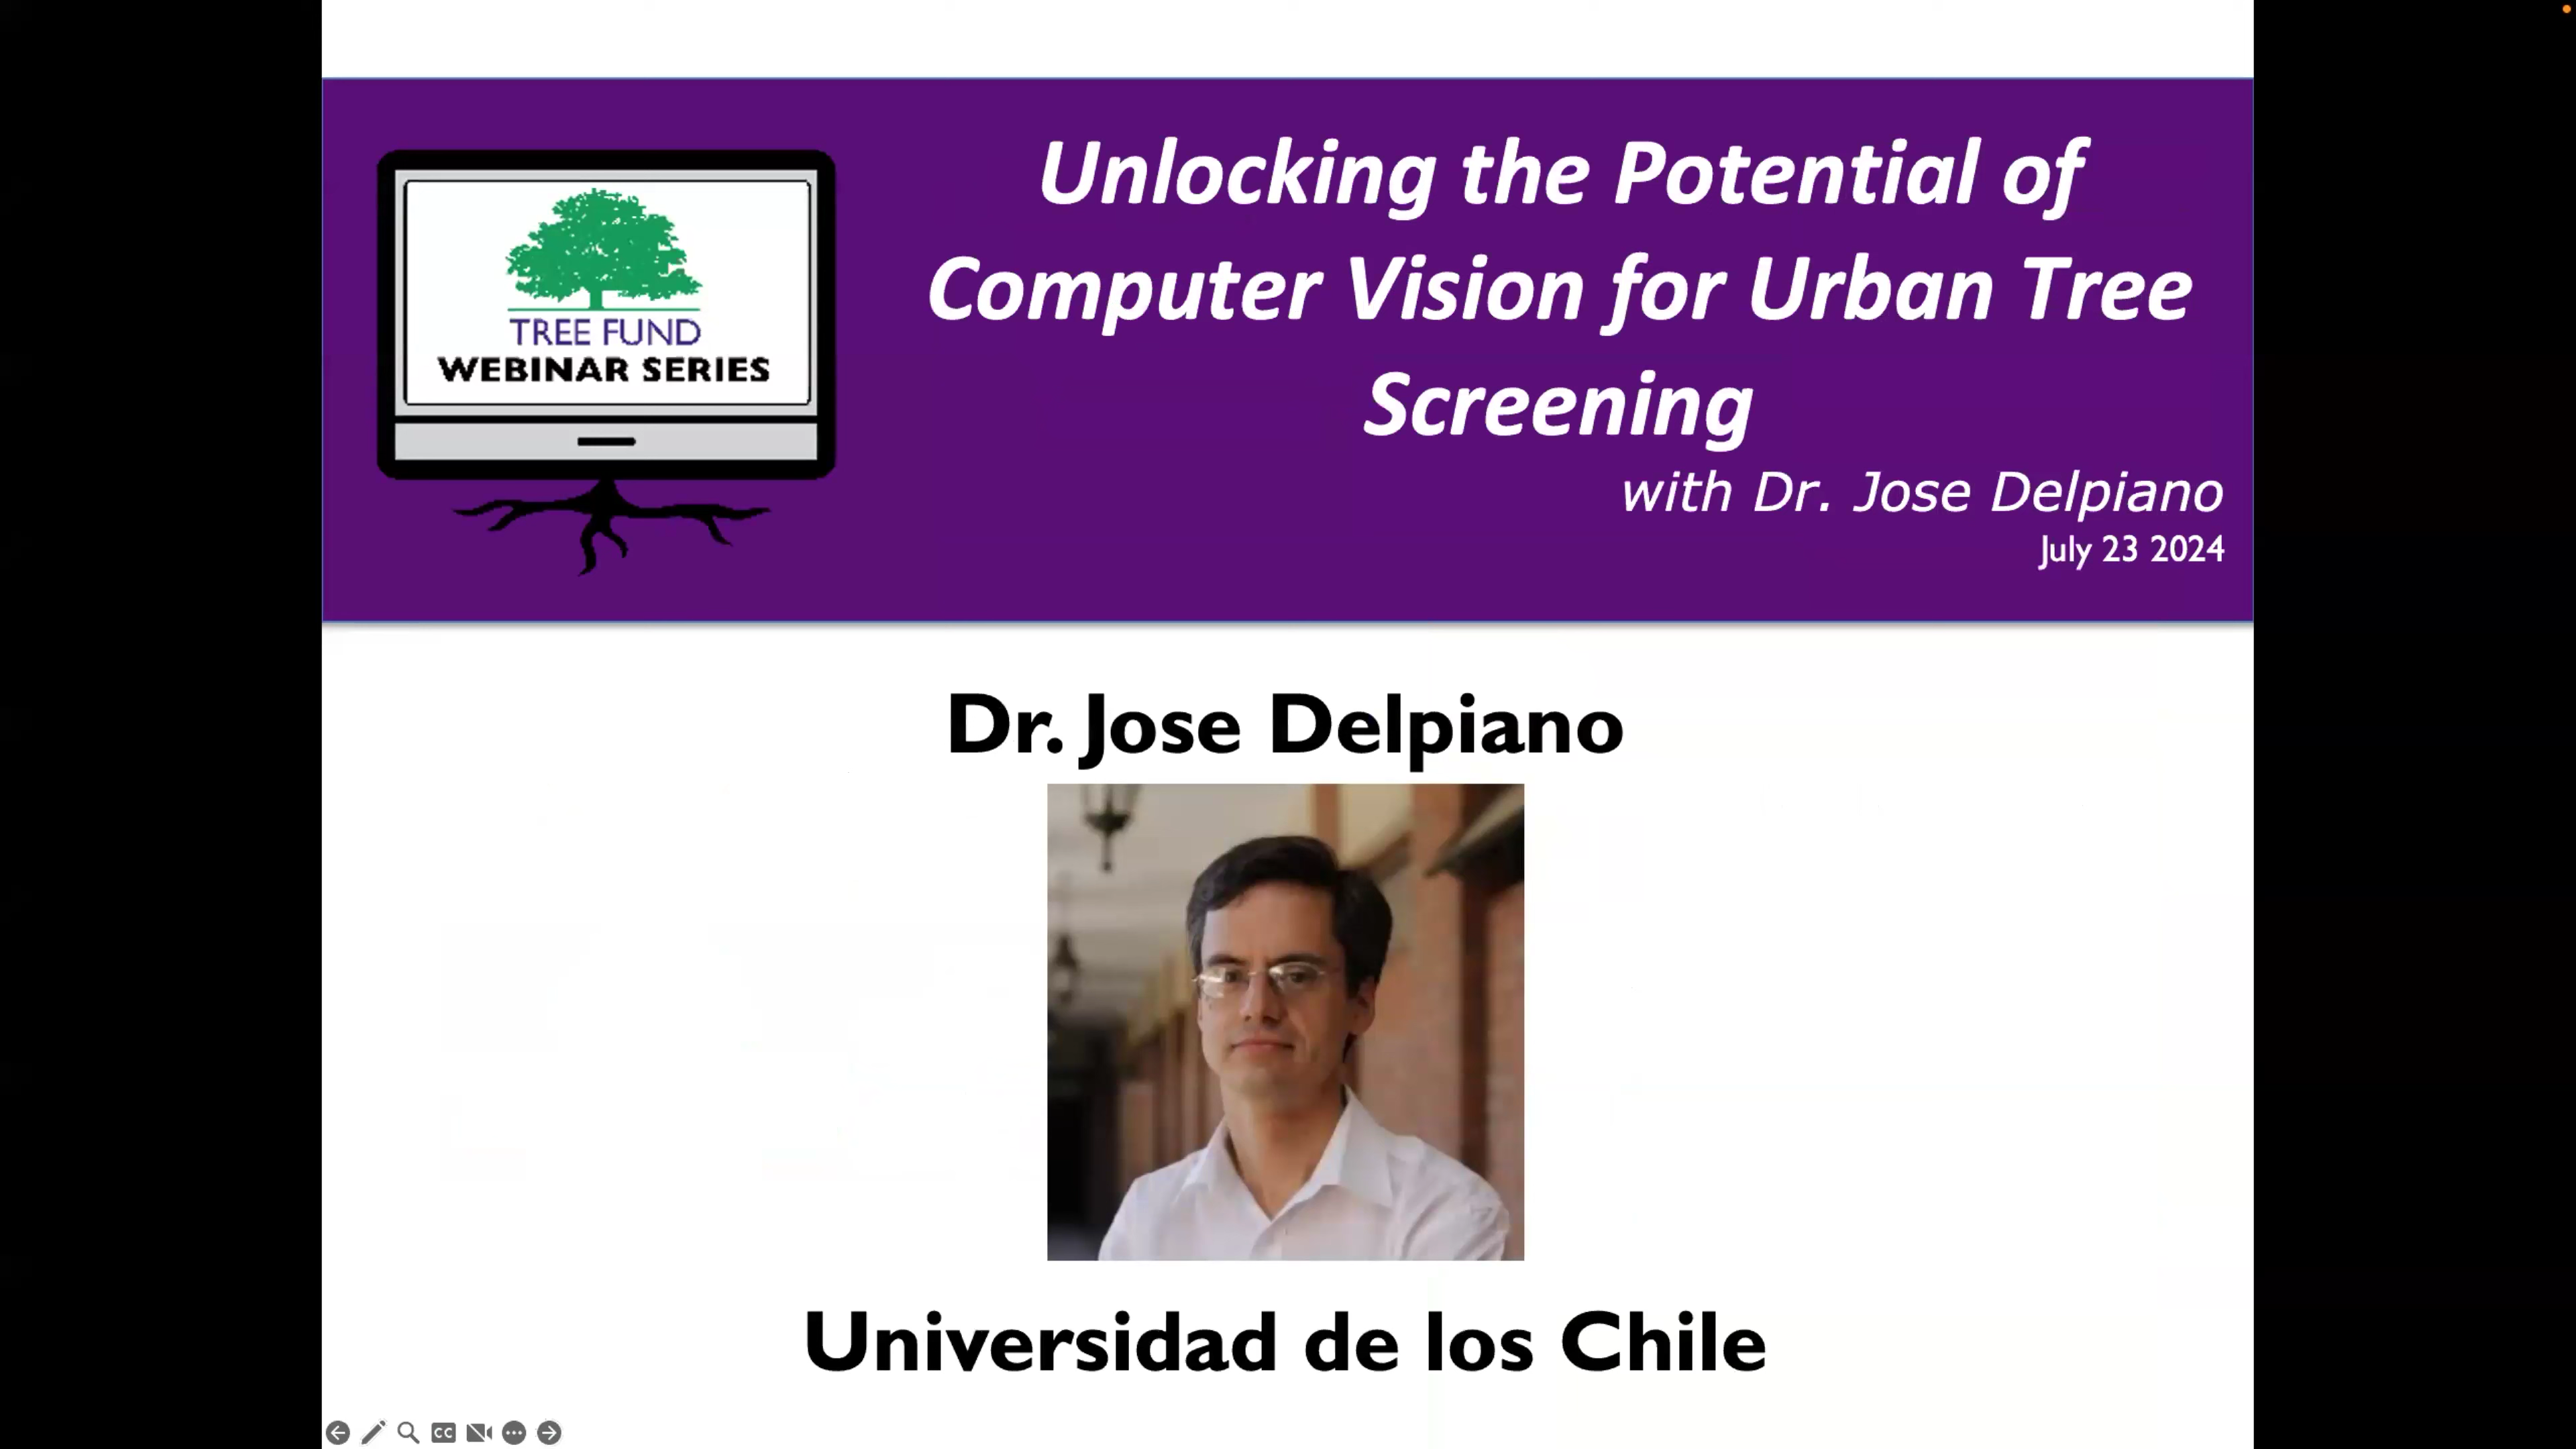 Unlocking the Potential of
Computer Vision for Urban Tree
Screening
with Dr. Jose Delpiano
July 23 2024
TREE FUND
WEBINAR SERIES
Dr. Jose Delpiano
Universidad de los Chile
CC